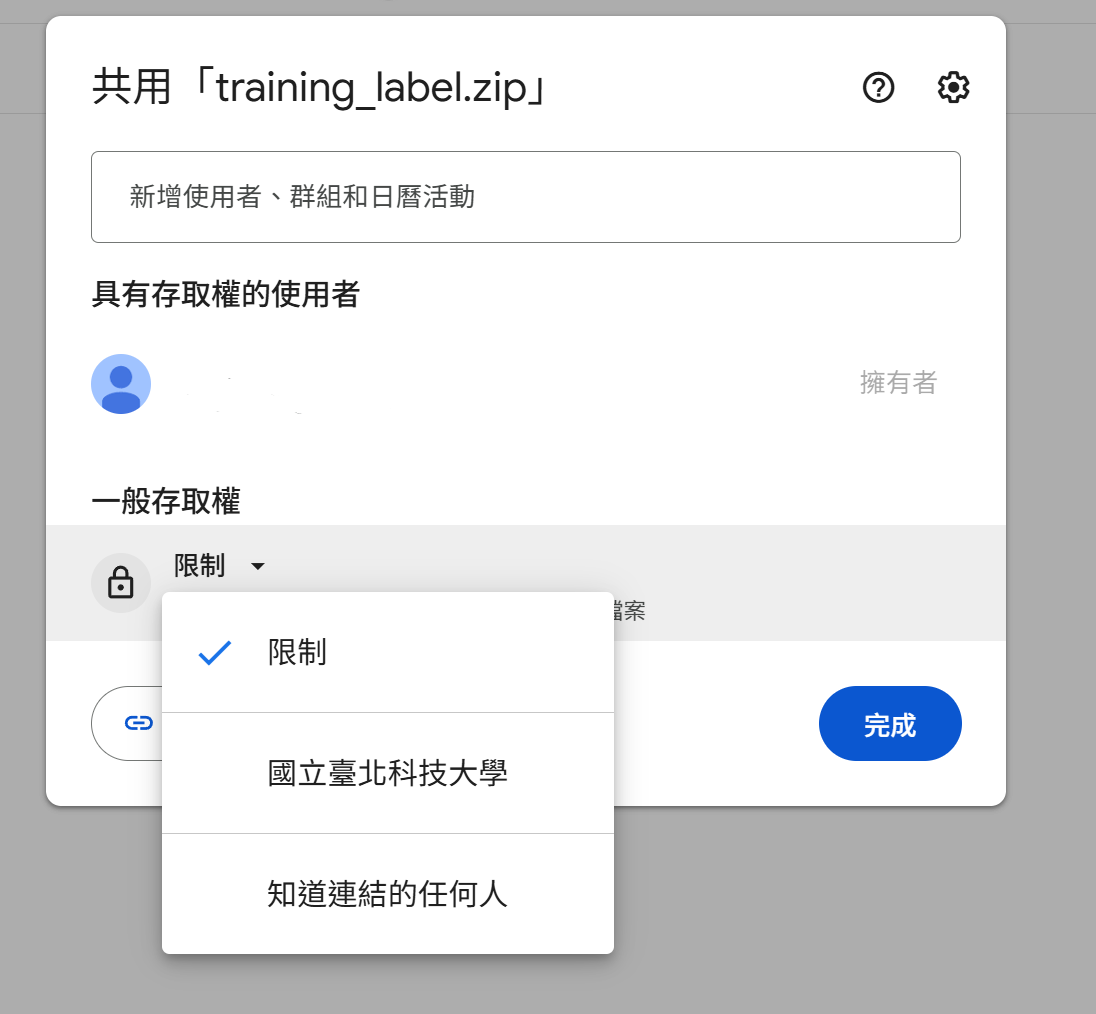 共用「training_label.zip」
新增使用者、群組和日曆活動
具有存取權的使用者
擁有者
一般存取權
限制
檔案
限制
國立臺北科技大學
知道連結的任何人
完成